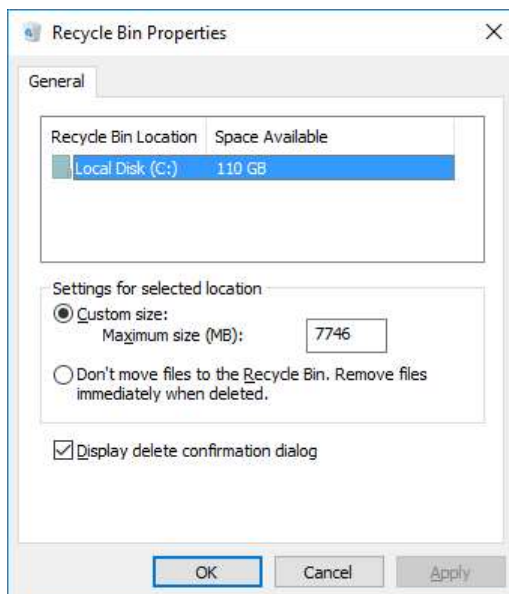 Recycle Bin Properties
General
Recycle Bin Location Space Available
Local Disk (C:) 110 GB
Settings for selected location
Custom size:
Maximum size (MB): 7746
Don't move files to the Recycle Bin. Remove files
immediately when deleted.
Display delete confirmation dialog
OK Cancel Apply